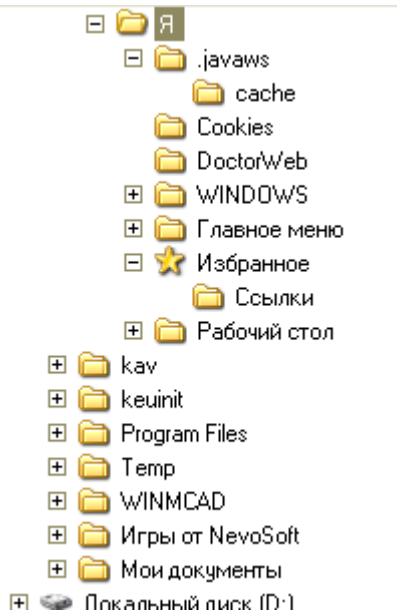 Я
.javaws
cache
Cookies
DoctorWeb
WINDOWS
Главное меню
Избранное
Ссылки
Рабочий стол
kav
keuinit
Program Files
Temp
WINMCAD
Игры от NevoSoft
Мои документы
Локальный диск (D:)